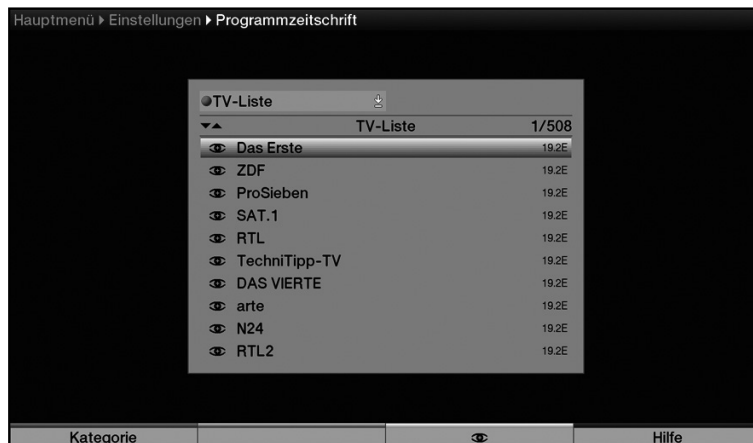 Hauptmenü Einstellungen Programmzeitschrift
TV-Liste
TV-Liste 1/508
Das Erste 19.2E
ZDF 19.2E
ProSieben 19.2E
SAT.1 19.2E
RTL 19.2E
TechniTipp-TV 19.2E
DAS VIERTE 19.2E
arte 19.2E
N24 19.2E
RTL2 19.2E
Kategorie Hilfe